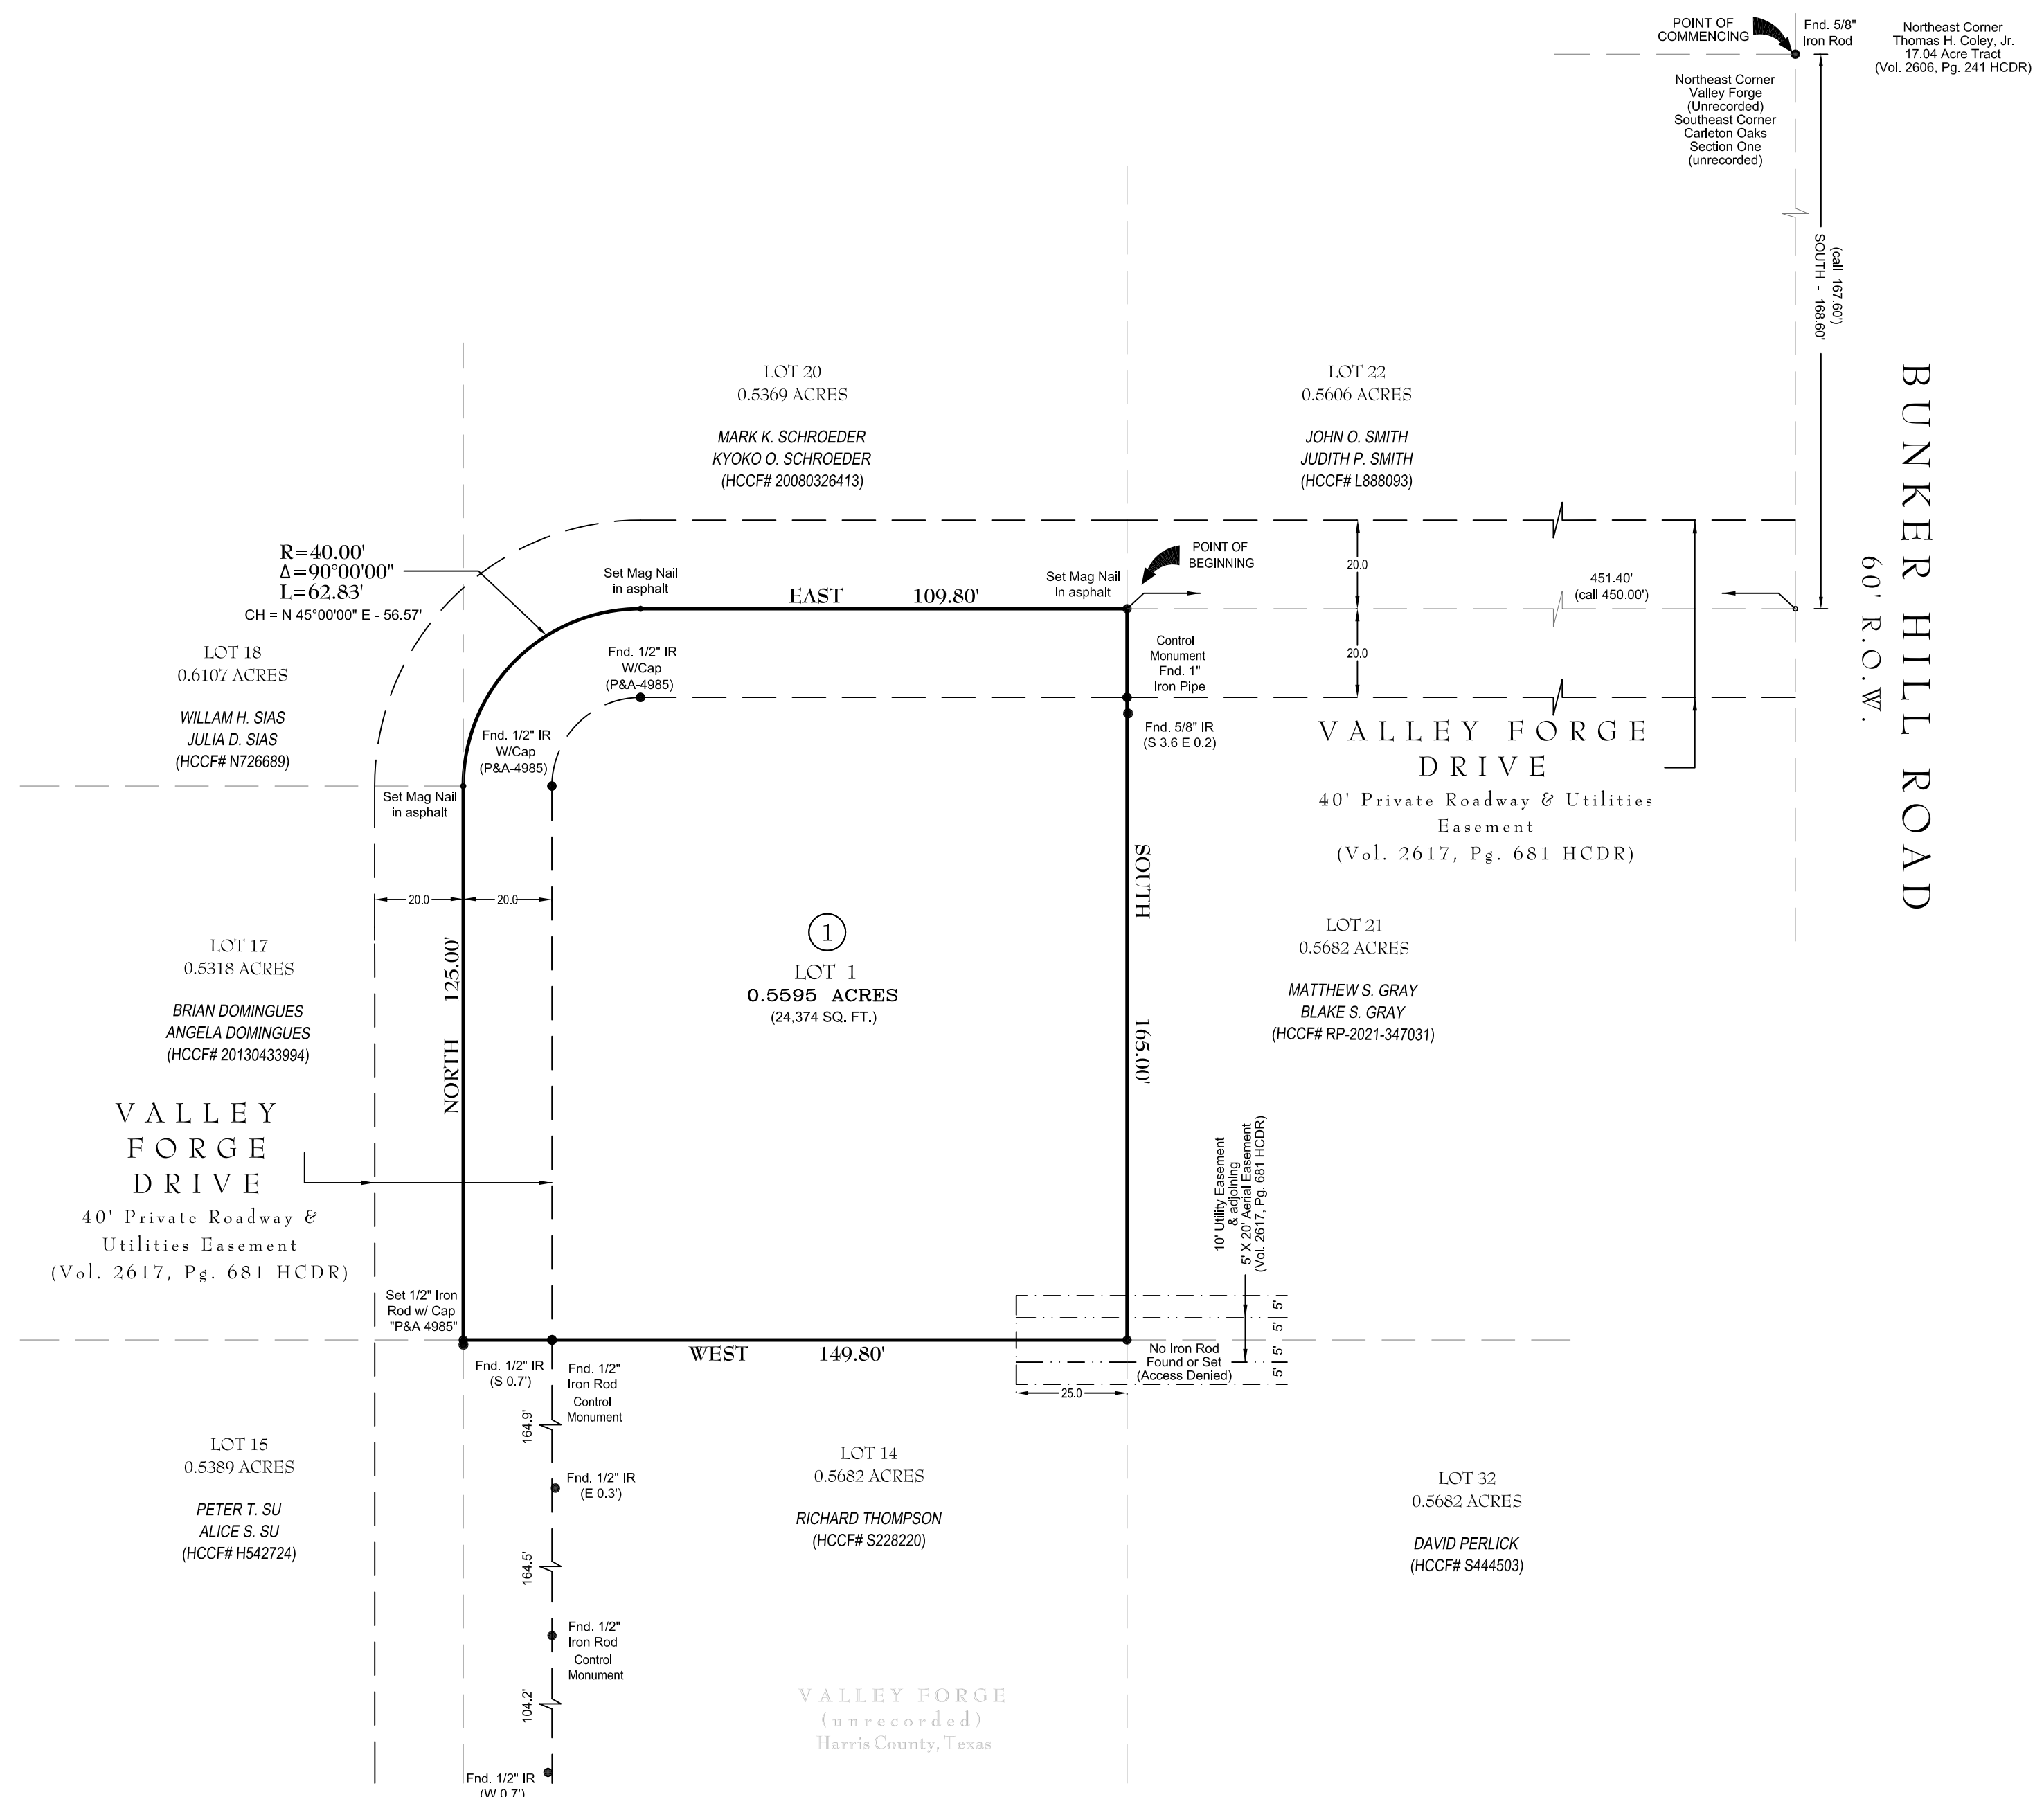 POINT OF
COMMENCING
Fnd. 5/8"
Iron Rod
Northeast Corner
Thomas H. Coley, Jr.
17.04 Acre Tract
(Vol. 2606, Pg. 241 HCDR)
Northeast Corner
Valley Forge
(Unrecorded)
Southeast Corner
Carleton Oaks
Section One
(unrecorded)
(call 167.60')
SOUTH - 168.60'
BUNKER HILL ROAD
60' R.O.W.
LOT 20
0.5369 ACRES
MARK K. SCHROEDER
KYOKO O. SCHROEDER
(HCCF# 20080326413)
LOT 22
0.5606 ACRES
JOHN O. SMITH
JUDITH P. SMITH
(HCCF# L888093)
R=40.00'
Δ=90°00'00"
L=62.83'
CH = N 45°00'00" E - 56.57'
Set Mag Nail
in asphalt
EAST 109.80'
Set Mag Nail
in asphalt
POINT OF
BEGINNING
20.0
20.0
451.40'
(call 450.00')
LOT 18
0.6107 ACRES
WILLAM H. SIAS
JULIA D. SIAS
(HCCF# N726689)
Fnd. 1/2" IR
W/Cap
(P&A-4985)
Control
Monument
Fnd. 1"
Iron Pipe
Fnd. 5/8" IR
(S 3.6 E 0.2)
Fnd. 1/2" IR
W/Cap
(P&A-4985)
Set Mag Nail
in asphalt
VALLEY FORGE
DRIVE
40' Private Roadway & Utilities
Easement
(Vol. 2617, Pg. 681 HCDR)
20.0
20.0
NORTH 125.00'
SOUTH 165.00'
1
LOT 1
0.5595 ACRES
(24,374 SQ. FT.)
LOT 17
0.5318 ACRES
BRIAN DOMINGUES
ANGELA DOMINGUES
(HCCF# 20130433994)
LOT 21
0.5682 ACRES
MATTHEW S. GRAY
BLAKE S. GRAY
(HCCF# RP-2021-347031)
VALLEY
FORGE
DRIVE
40' Private Roadway &
Utilities Easement
(Vol. 2617, Pg. 681 HCDR)
10' Utility Easement
& adjoining
5' X 20' Aerial Easement
(Vol. 2617, Pg. 681 HCDR)
Set 1/2" Iron
Rod w/ Cap
"P&A 4985"
5'
5'
5'
5'
WEST 149.80'
No Iron Rod
Found or Set
(Access Denied)
25.0
Fnd. 1/2" IR
(S 0.7')
Fnd. 1/2"
Iron Rod
Control
Monument
164.9'
LOT 15
0.5389 ACRES
PETER T. SU
ALICE S. SU
(HCCF# H542724)
Fnd. 1/2" IR
(E 0.3')
LOT 14
0.5682 ACRES
RICHARD THOMPSON
(HCCF# S228220)
LOT 32
0.5682 ACRES
DAVID PERLICK
(HCCF# S444503)
164.5'
Fnd. 1/2"
Iron Rod
Control
Monument
104.2'
VALLEY FORGE
(unrecorded)
Harris County, Texas
Fnd. 1/2" IR
(W 0.7')